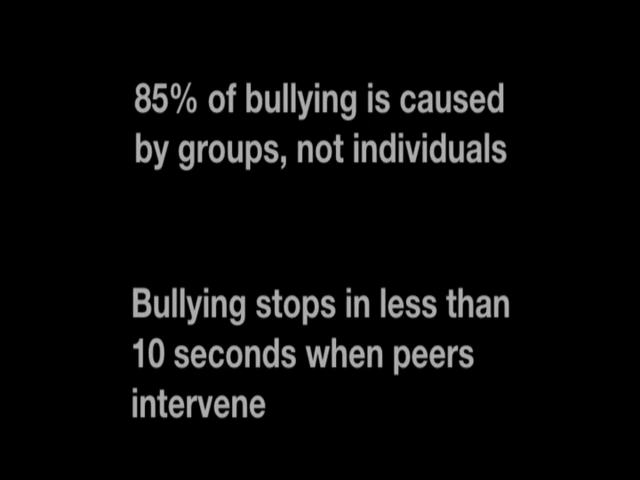 85% of bullying is caused
by groups, not individuals
Bullying stops in less than
10 seconds when peers
intervene